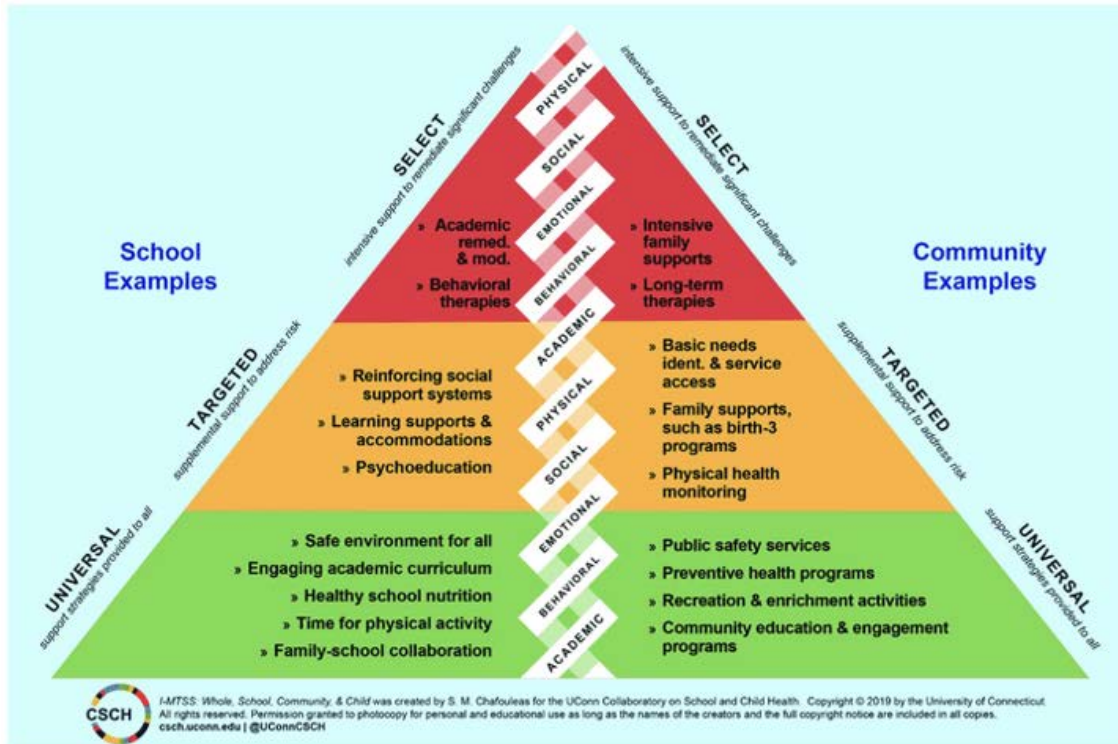 SELECT
intensive support to remediate significant challenges
SELECT
intensive support to remediate significant challenges
TARGETED
supplemental support to address risk
TARGETED
supplemental support to address risk
UNIVERSAL
support strategies provided to all
UNIVERSAL
support strategies provided to all
School
Examples
Community
Examples
PHYSICAL
SOCIAL
EMOTIONAL
BEHAVIORAL
ACADEMIC
PHYSICAL
SOCIAL
EMOTIONAL
BEHAVIORAL
ACADEMIC
» Academic
remed.
& mod.
» Behavioral
therapies
» Intensive
family
supports
» Long-term
therapies
» Reinforcing social
support systems
» Learning supports &
accommodations
» Psychoeducation
» Basic needs
ident. & service
access
» Family supports,
such as birth-3
programs
» Physical health
monitoring
» Safe environment for all
» Engaging academic curriculum
» Healthy school nutrition
» Time for physical activity
» Family-school collaboration
» Public safety services
» Preventive health programs
» Recreation & enrichment activities
» Community education & engagement
programs
CSCH
I-MTSS: Whole, School, Community, & Child was created by S. M. Chafouleas for the UConn Collaboratory on School and Child Health. Copyright © 2019 by the University of Connecticut.
All rights reserved. Permission granted to photocopy for personal and educational use as long as the names of the creators and the full copyright notice are included in all copies.
csch.uconn.edu | @UConnCSCH